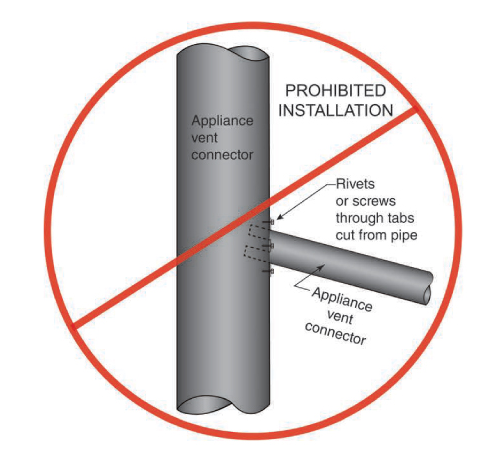 PROHIBITED
INSTALLATION
Appliance
vent
connector
Rivets
or screws
through tabs
cut from pipe
Appliance
vent
connector